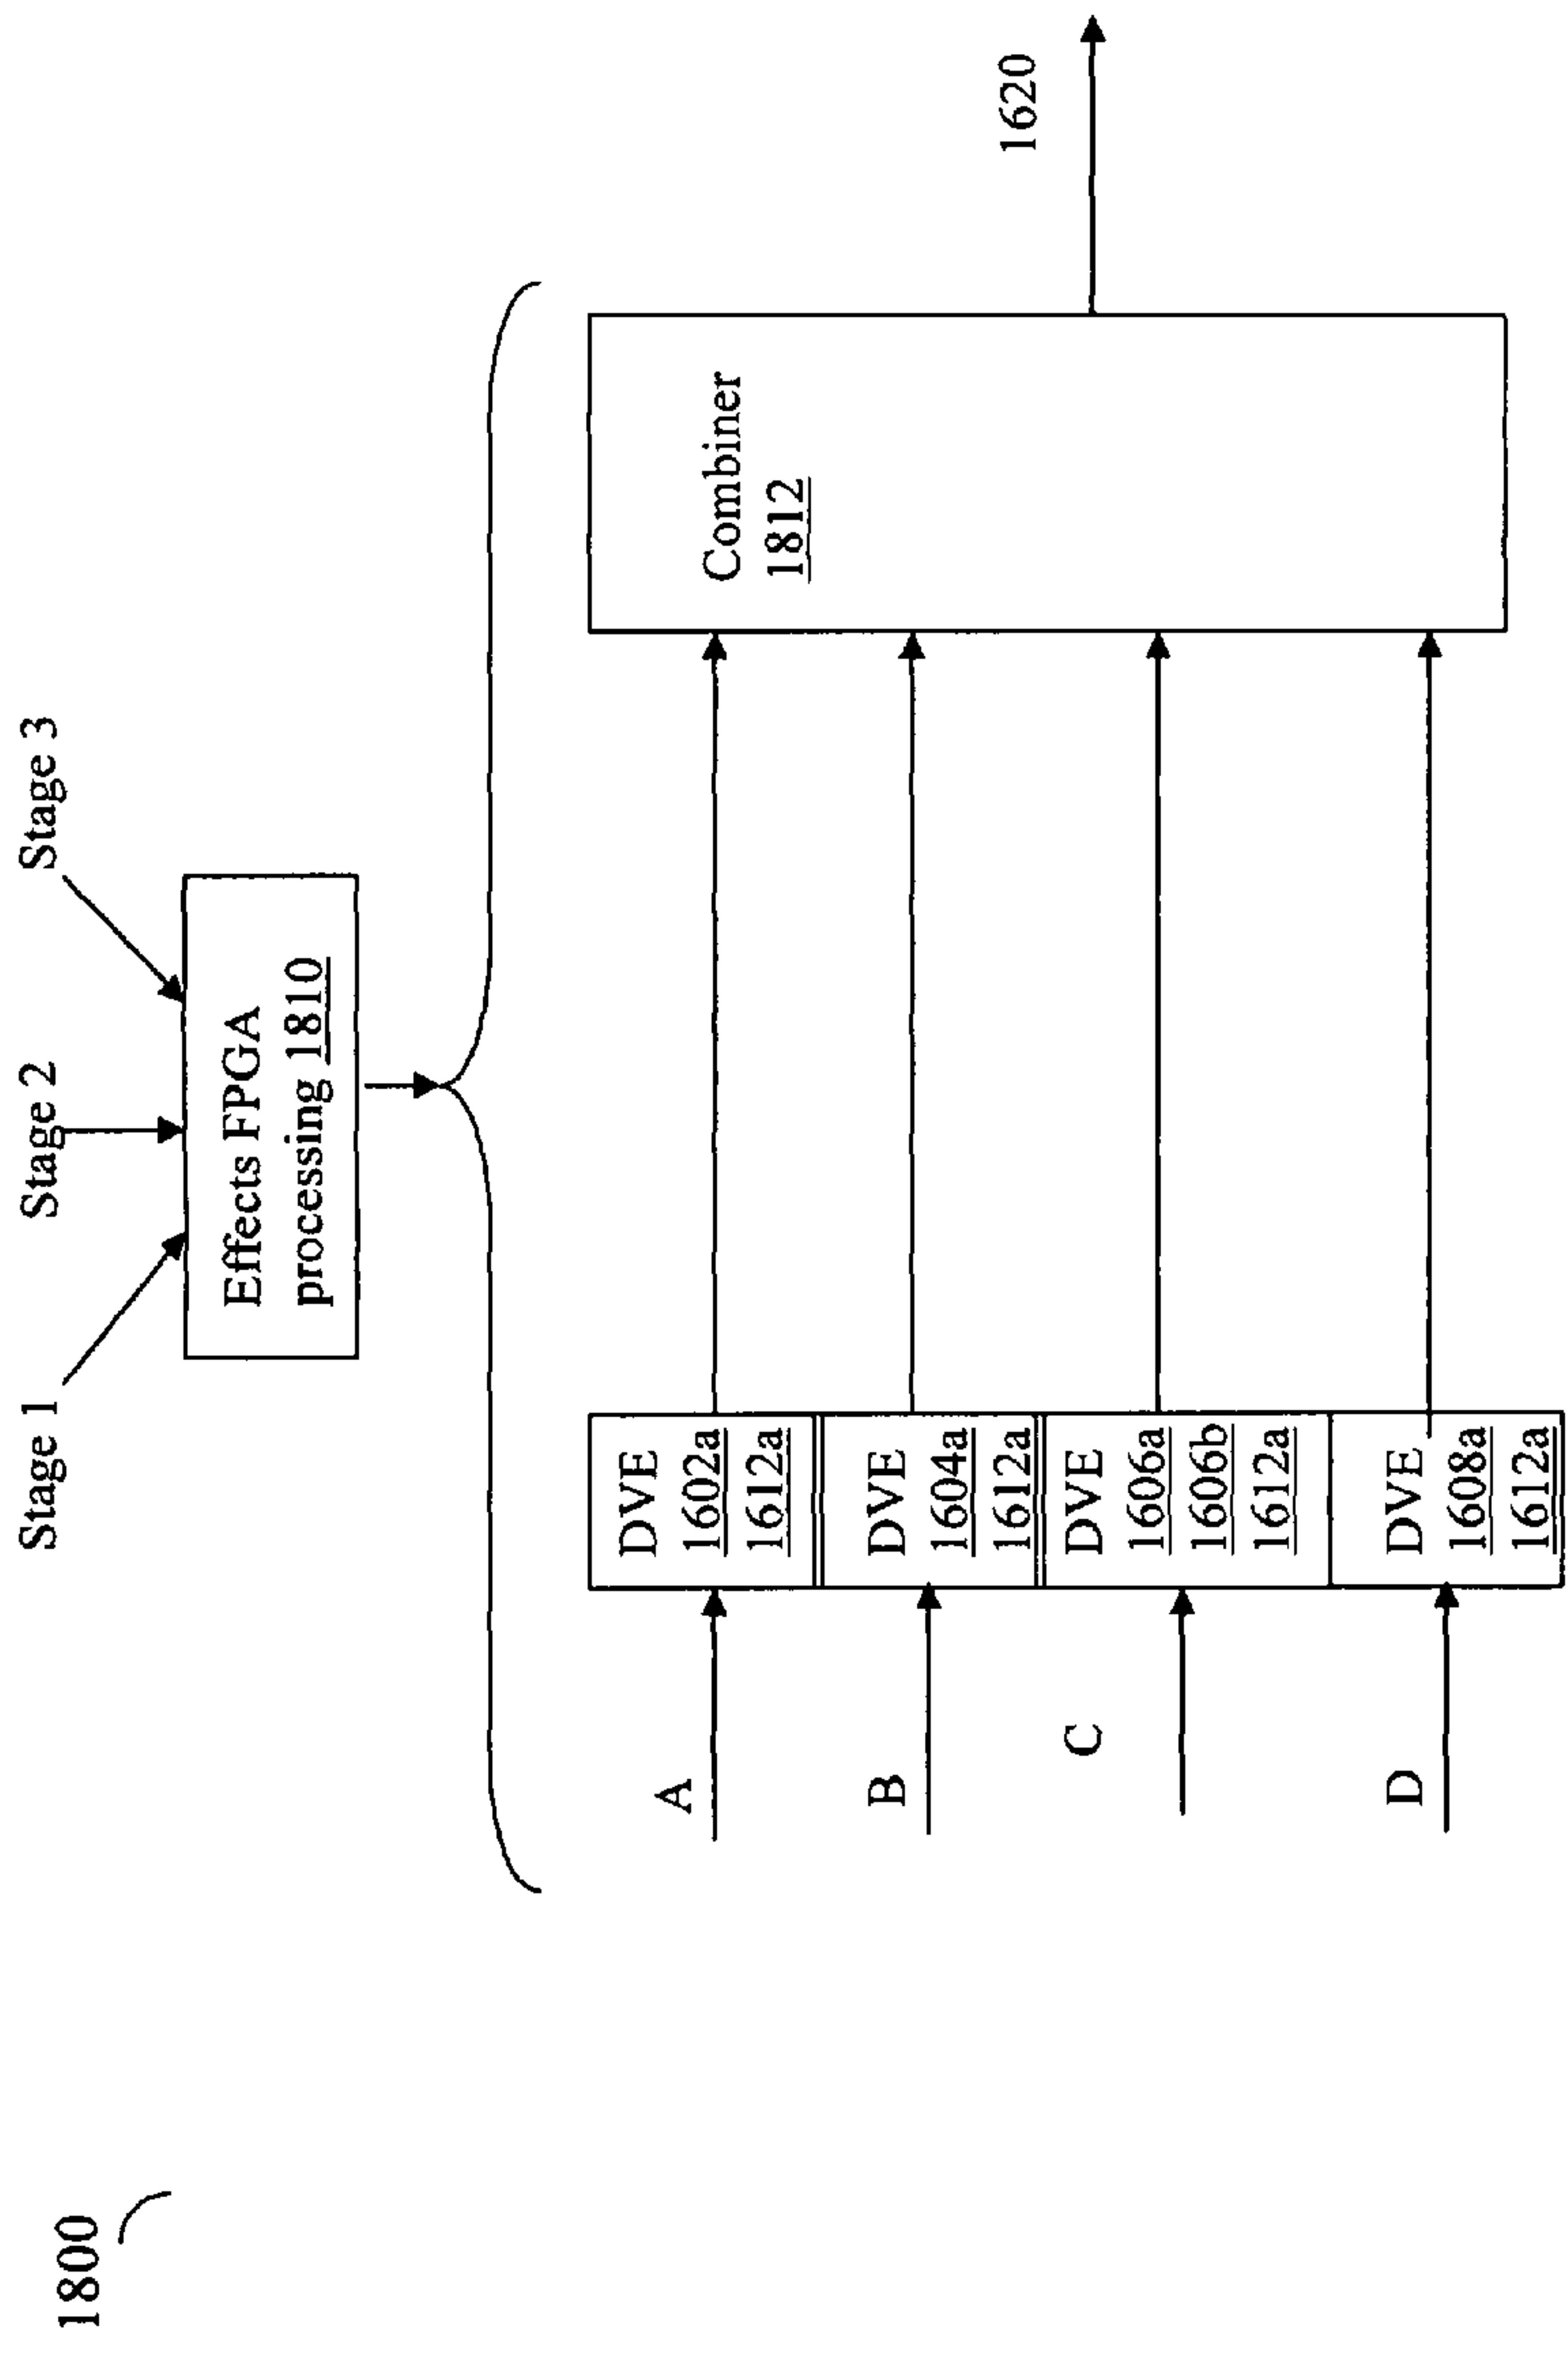 1800
Stage 1
Stage 2
Stage 3
Effects FPGA
processing 1810
A
DVE
1602a
1612a
B
DVE
1604a
1612a
C
DVE
1606a
1606b
1612a
D
DVE
1608a
1612a
Combiner
1812
1620